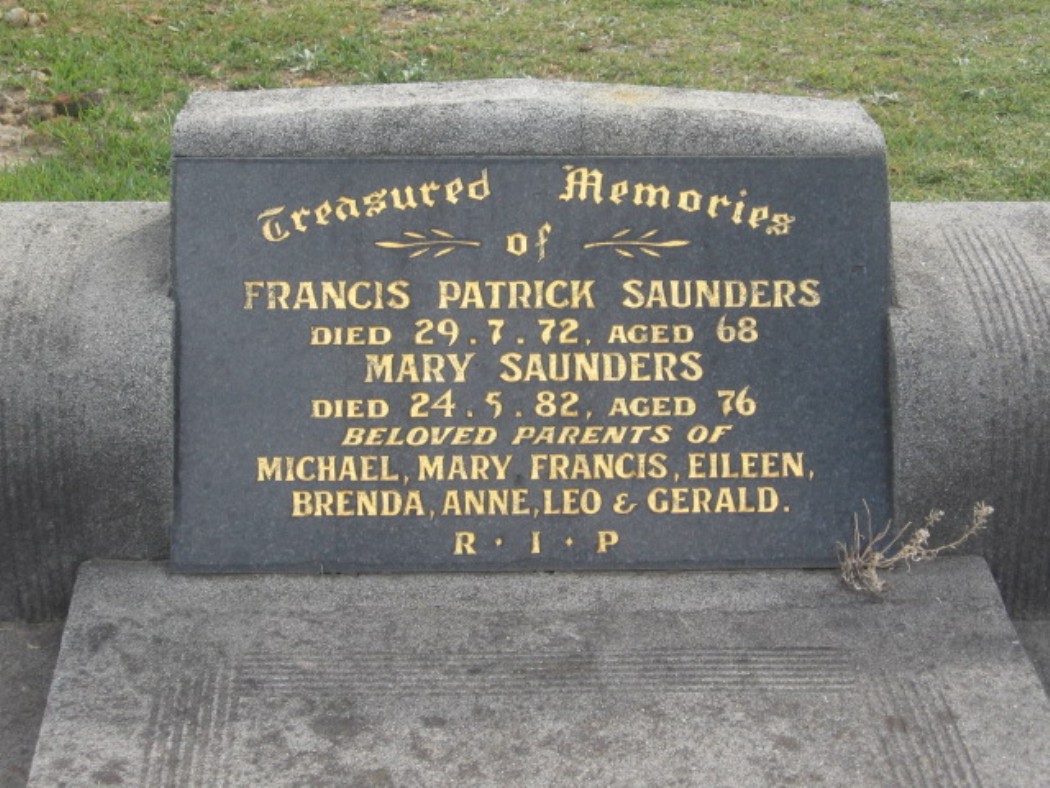 Treasured Memories
of
FRANCIS PATRICK SAUNDERS
DIED 29.7.72, AGED 68
MARY SAUNDERS
DIED 24.5.82, AGED 76
BELOVED PARENTS OF
MICHAEL, MARY FRANCIS, EILEEN,
BRENDA, ANNE, LEO & GERALD.
R · I · P